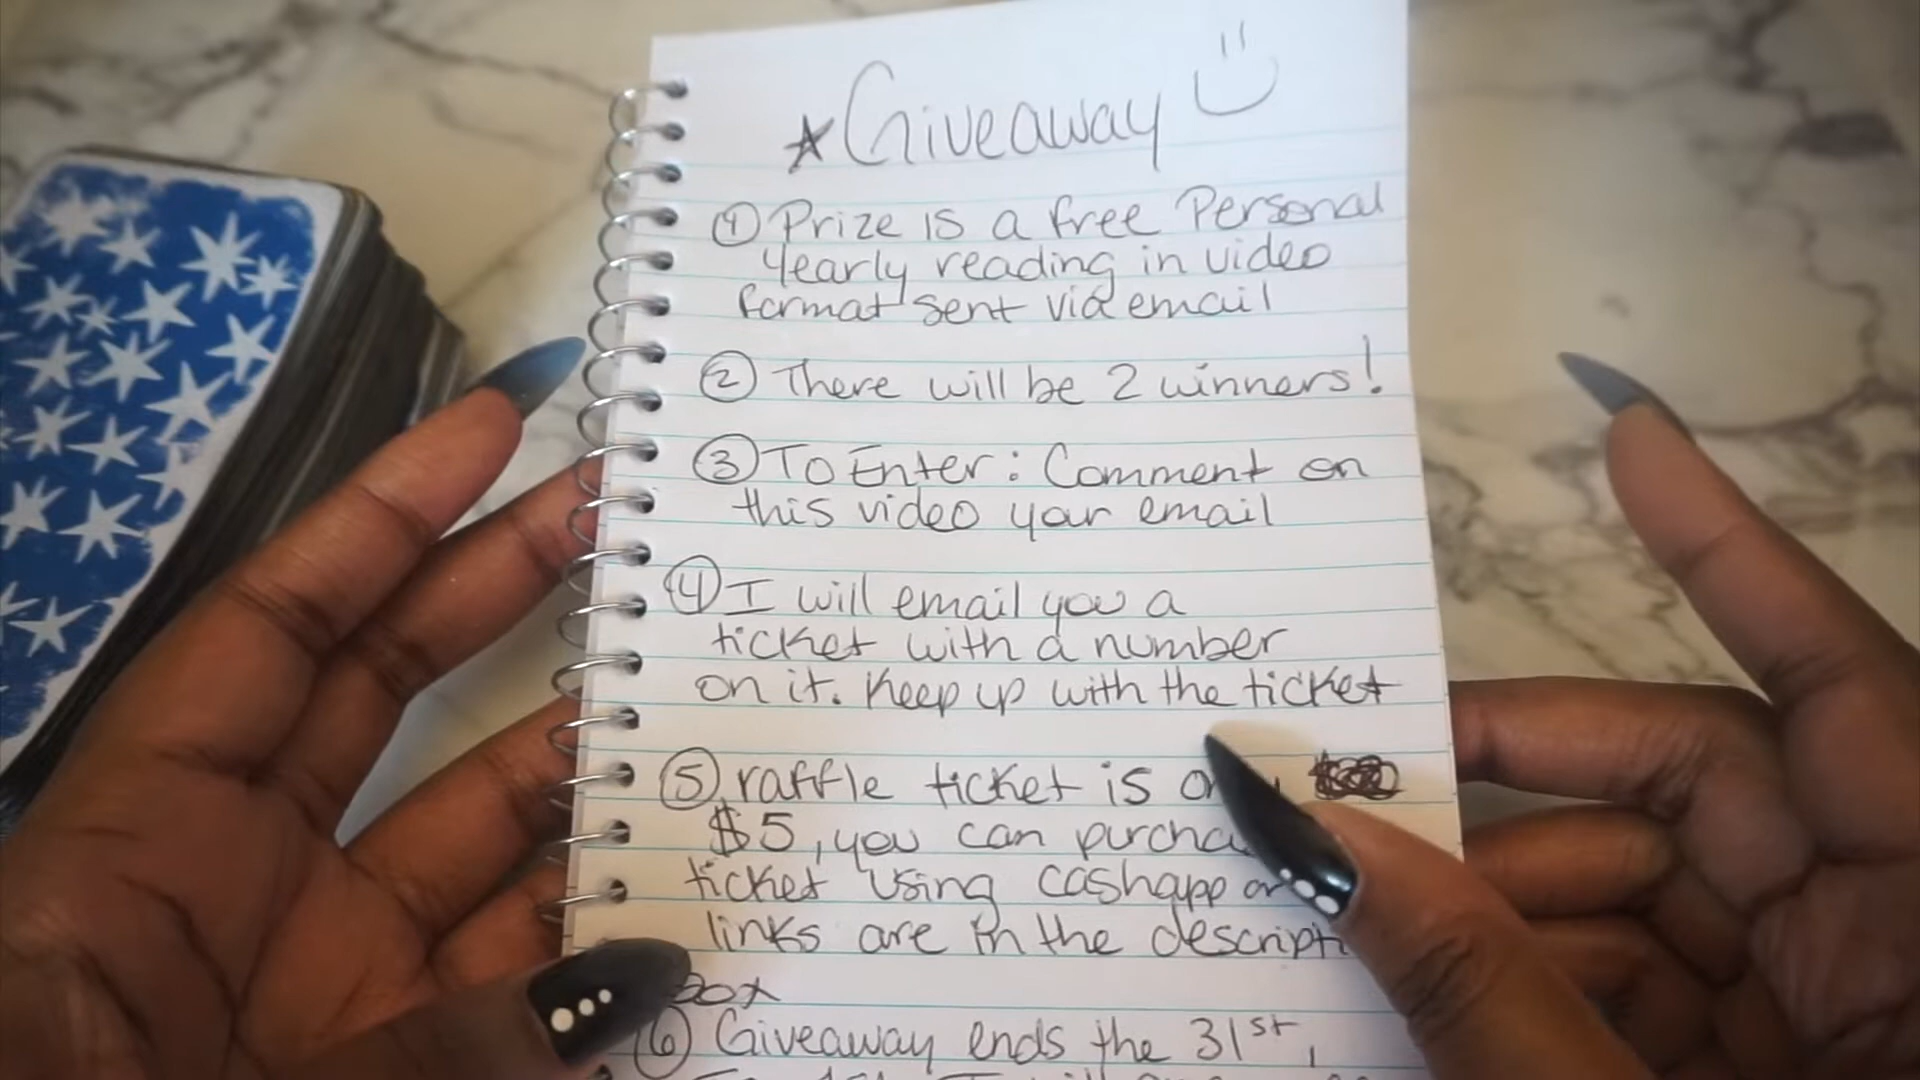 ★Giveaway
① Prize is a free Personal
Yearly reading in video
format sent via email
② There will be 2 winners!
③ To Enter: Comment on
this video your email
④ I will email you a
ticket with a number
on it. Keep up with the ticket
⑤ raffle ticket is
$5, you can
ticket using cashapp or
links are in the
box
⑥ Giveaway ends the 31st,